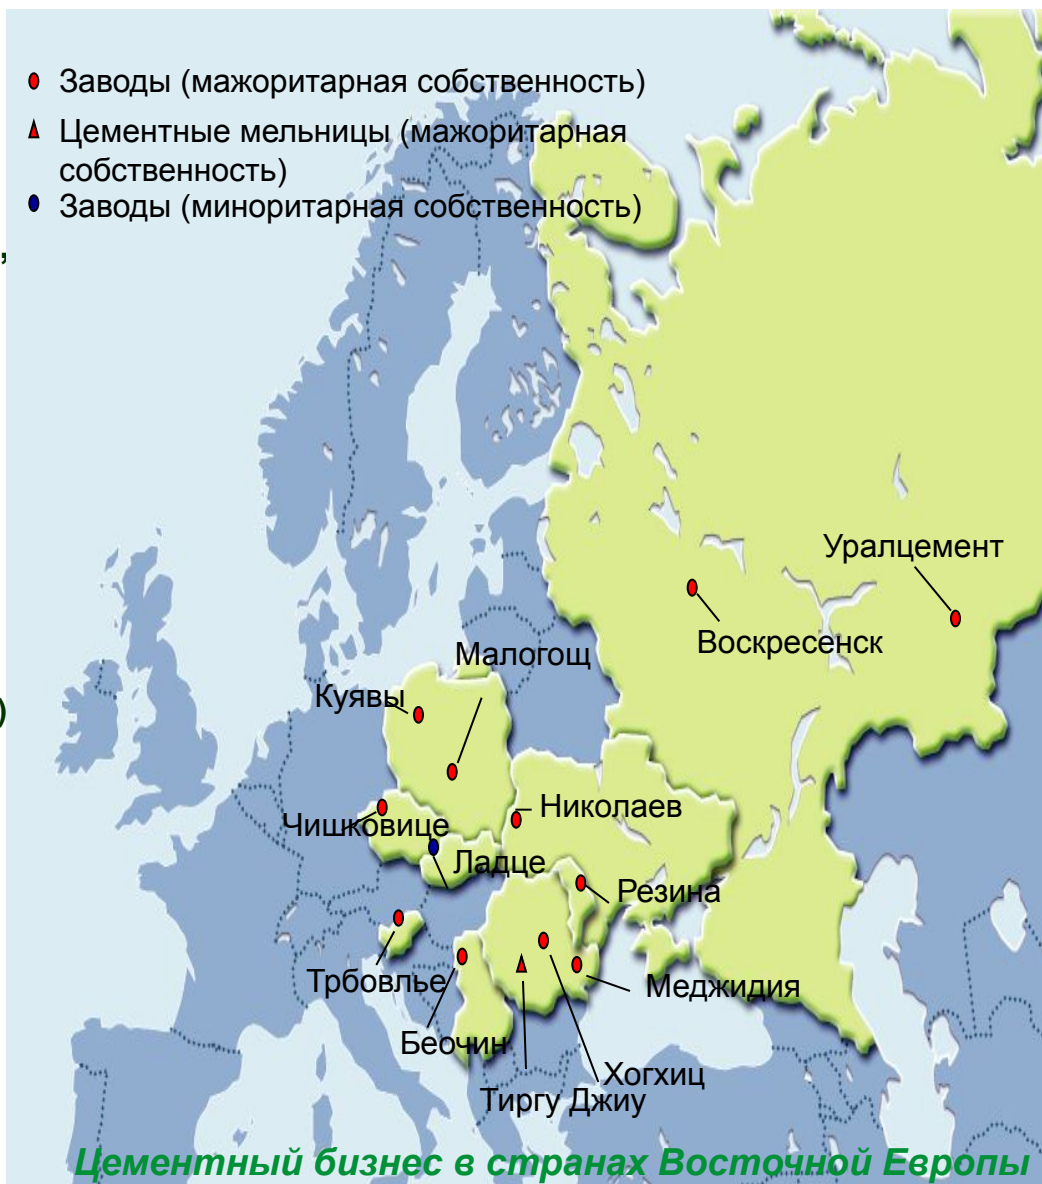 Заводы (мажоритарная собственность)
Цементные мельницы (мажоритарная
собственность)
Заводы (миноритарная собственность)
,
)
Уралцемент
Воскресенск
Малогощ
Куявы
Николаев
Чишковице
Ладце
Резина
Трбовлье
Меджидия
Беочин
Хогхиц
Тиргу Джиу
Цементный бизнес в странах Восточной Европы